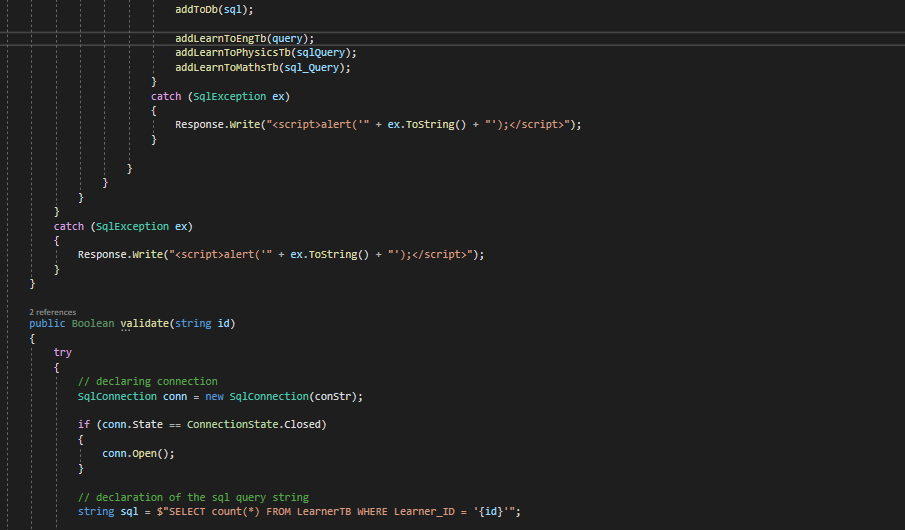 addToDb(sql);
addLearnToEngTb(query);
addLearnToPhysicsTb(sqlQuery);
addLearnToMathsTb(sql_Query);
}
catch (SqlException ex)
{
Response.Write("<script>alert('" + ex.ToString() + "');</script>");
}
}
}
}
}
catch (SqlException ex)
{
Response.Write("<script>alert('" + ex.ToString() + "');</script>");
}
}
2 references
public Boolean validate(string id)
{
try
{
// declaring connection
SqlConnection conn = new SqlConnection(conStr);
if (conn.State == ConnectionState.Closed)
{
conn.Open();
}
// declaration of the sql query string
string sql = $"SELECT count(*) FROM LearnerTB WHERE Learner_ID = '{id}'";